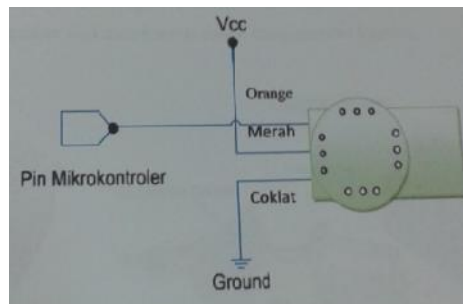 Vcc
Orange
Merah
Pin Mikrokontroler
Coklat
Ground